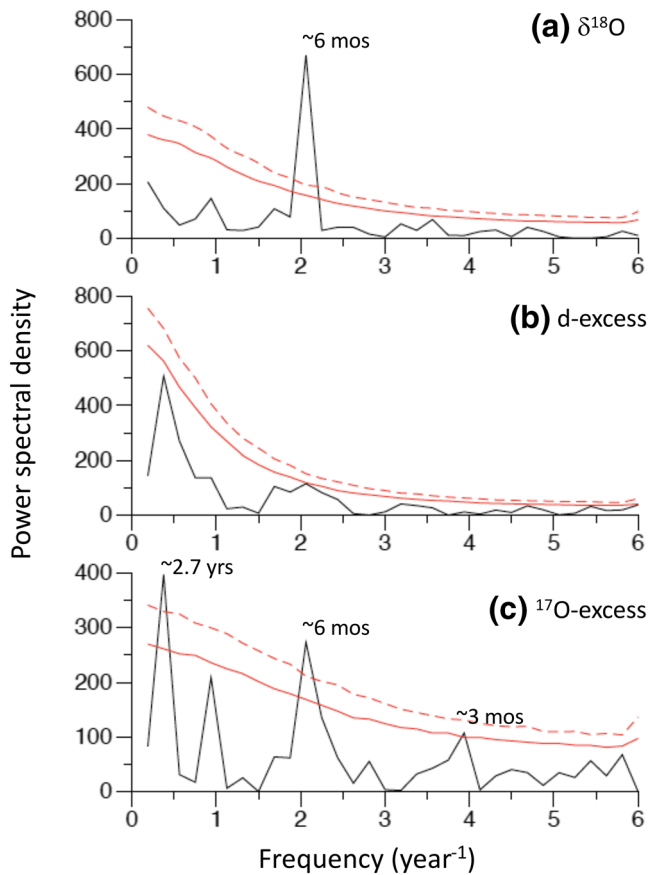 (a) δ¹⁸O
~6 mos
800
600
400
200
0
0 1 2 3 4 5 6
(b) d-excess
800
600
400
200
0
0 1 2 3 4 5 6
Power spectral density
(c) ¹⁷O-excess
~2.7 yrs
~6 mos
~3 mos
400
300
200
100
0
0 1 2 3 4 5 6
Frequency (year⁻¹)